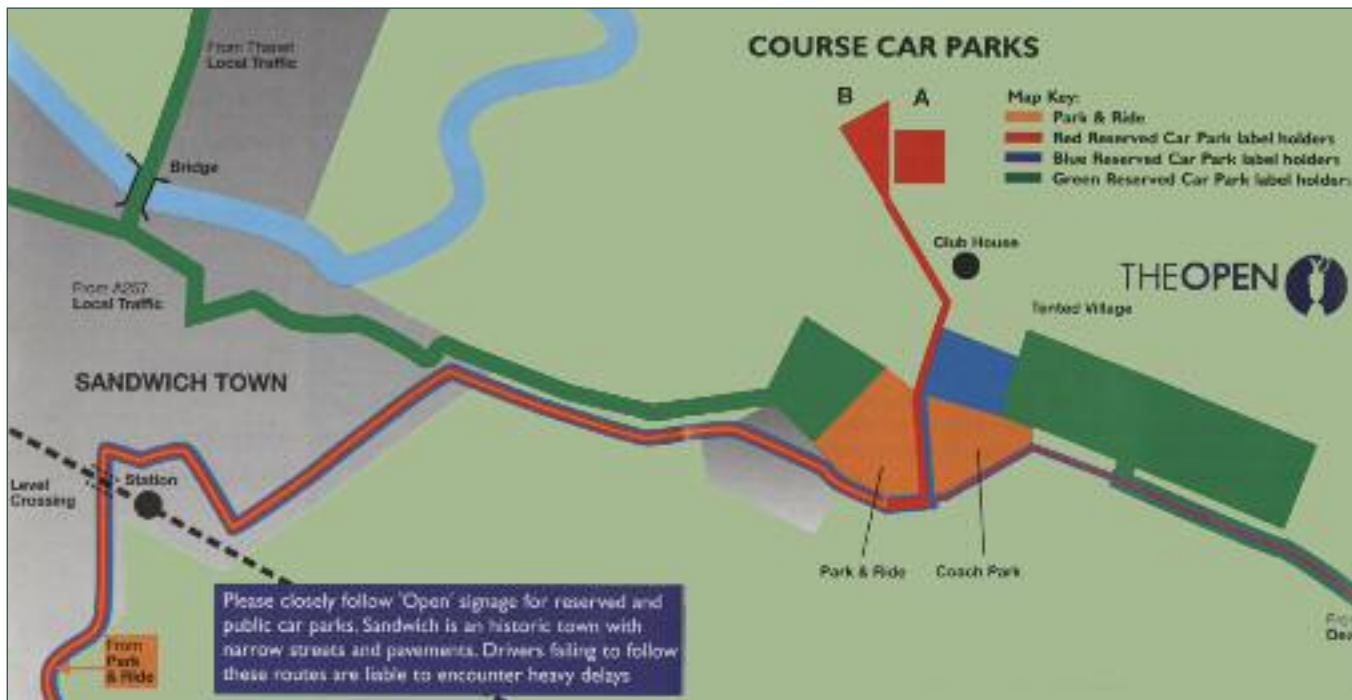 From Thanet
Local Traffic
COURSE CAR PARKS
B
A
Map Key:
Park & Ride
Red Reserved Car Park label holders
Blue Reserved Car Park label holders
Green Reserved Car Park label holders
Bridge
Club House
THEOPEN
From A257
Local Traffic
Tented Village
SANDWICH TOWN
Level
Crossing
Station
Park & Ride
Coach Park
Please closely follow 'Open' signage for reserved and
public car parks. Sandwich is an historic town with
narrow streets and pavements. Drivers failing to follow
these routes are liable to encounter heavy delays
From
Park
& Ride